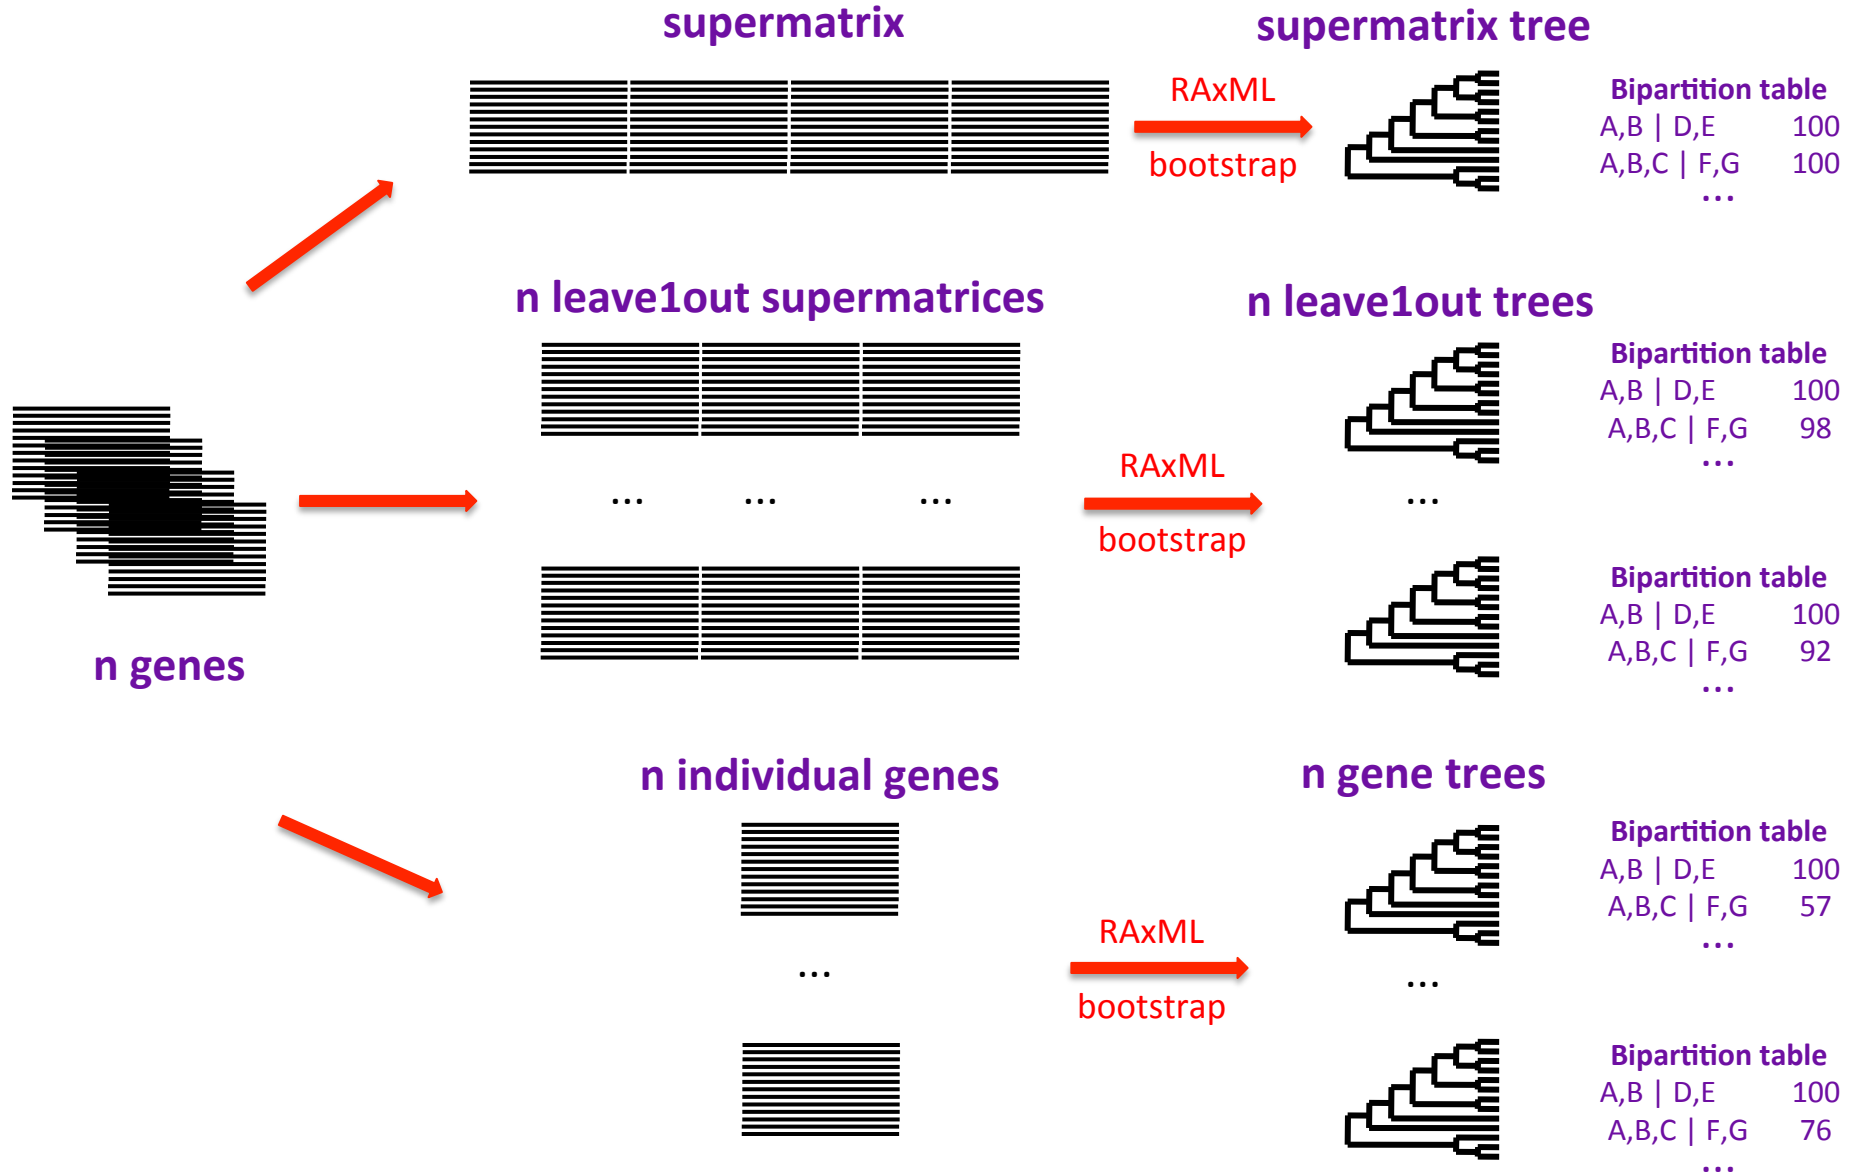 supermatrix
supermatrix tree
RAxML
bootstrap
Bipartition table
A,B | D,E 100
A,B,C | F,G 100
...
n leave1out supermatrices
n leave1out trees
... ... ...
RAxML
bootstrap
Bipartition table
A,B | D,E 100
A,B,C | F,G 98
...
...
Bipartition table
A,B | D,E 100
A,B,C | F,G 92
...
n genes
n individual genes
n gene trees
...
RAxML
bootstrap
Bipartition table
A,B | D,E 100
A,B,C | F,G 57
...
...
Bipartition table
A,B | D,E 100
A,B,C | F,G 76
...